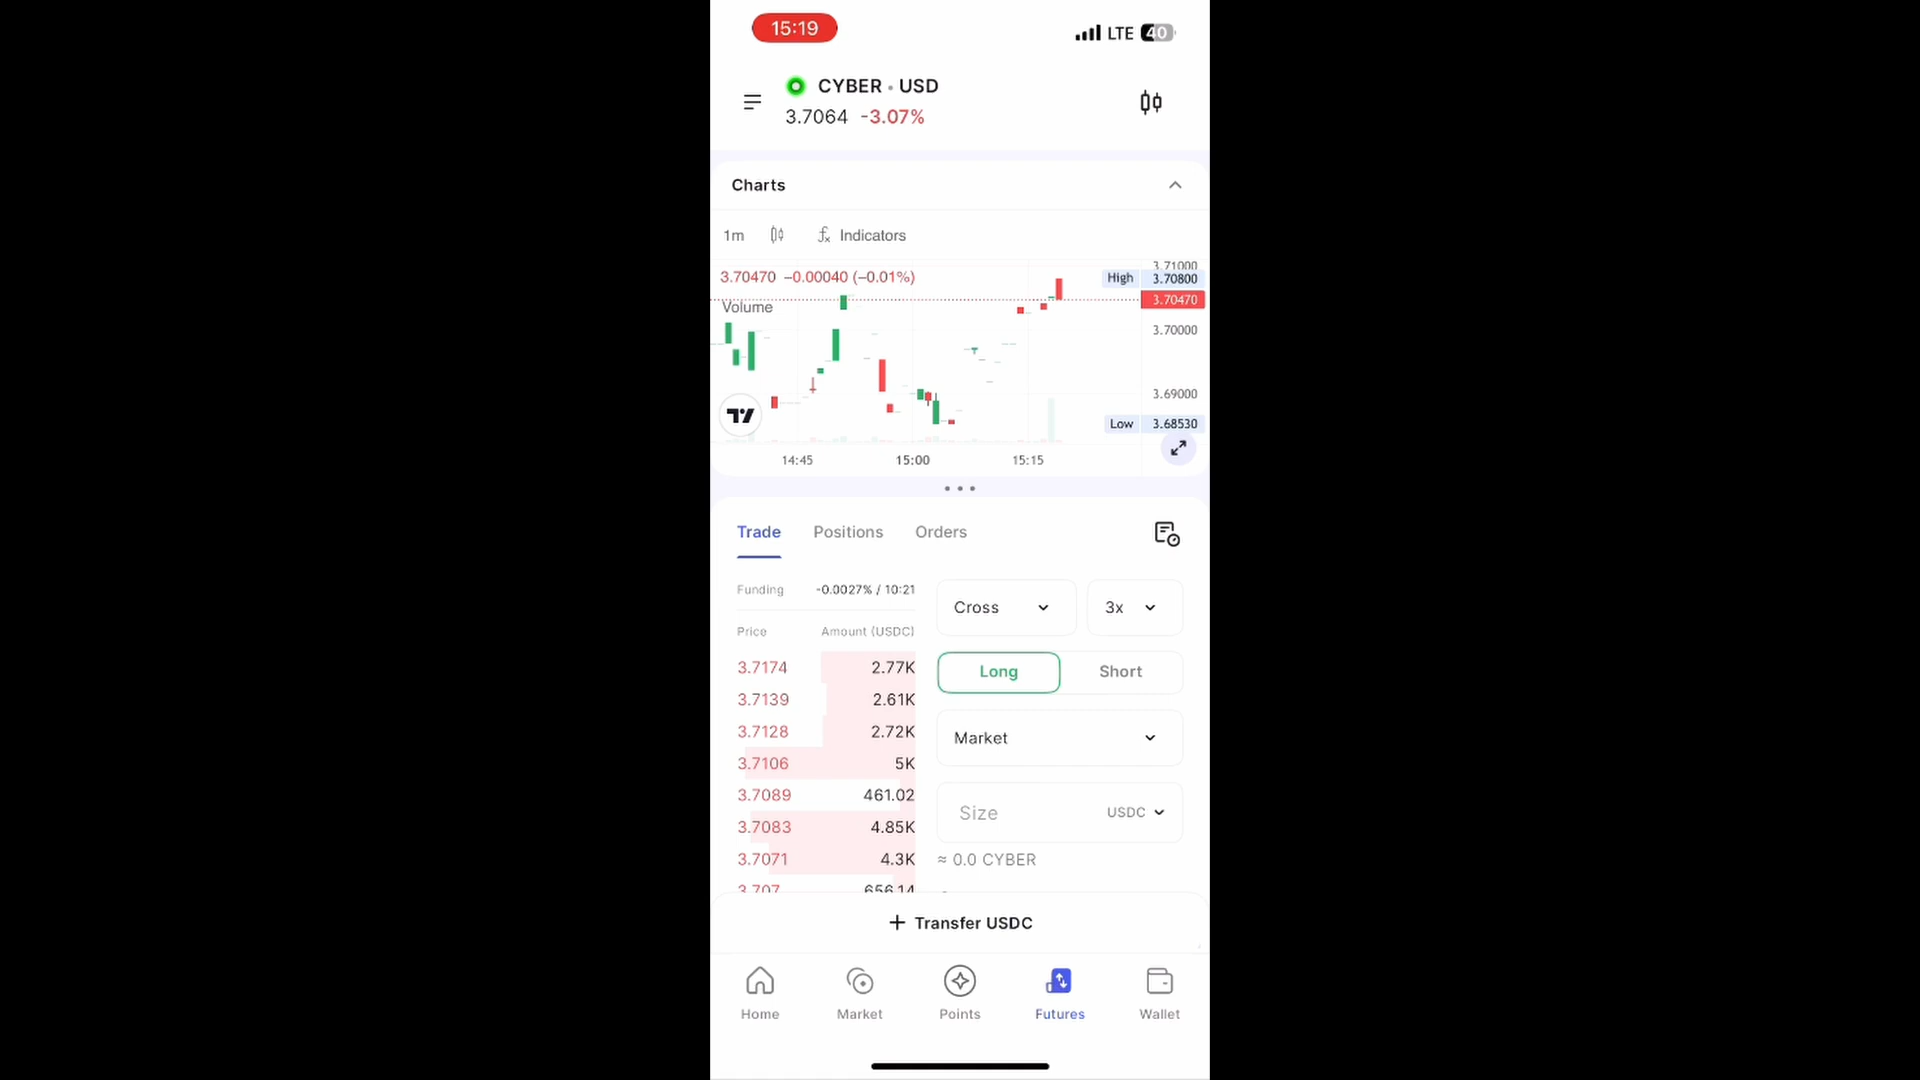 15:19
LTE 40
CYBER • USD
3.7064 -3.07%
Charts
1m Indicators
3.70470 −0.00040 (−0.01%)
Volume
3.71000
High 3.70800
3.70470
3.70000
3.69000
Low 3.68530
14:45 15:00 15:15
Trade Positions Orders
Funding -0.0027% / 10:21
Price Amount (USDC)
3.7174 2.77K
3.7139 2.61K
3.7128 2.72K
3.7106 5K
3.7089 461.02
3.7083 4.85K
3.7071 4.3K
3.707 656.14
Cross 3x
Long Short
Market
Size USDC
≈ 0.0 CYBER
+ Transfer USDC
Home Market Points Futures Wallet